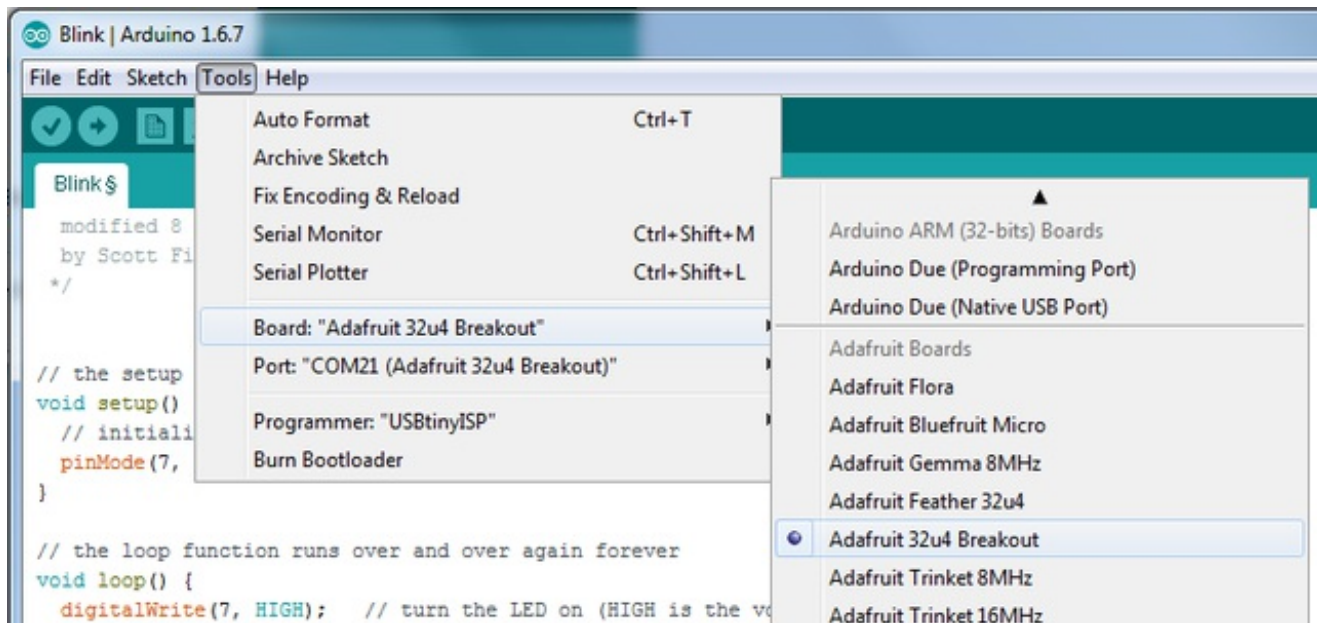 Blink | Arduino 1.6.7
File Edit Sketch Tools Help
Auto Format Ctrl+T
Archive Sketch
Fix Encoding & Reload
Serial Monitor Ctrl+Shift+M
Serial Plotter Ctrl+Shift+L
Board: "Adafruit 32u4 Breakout"
Port: "COM21 (Adafruit 32u4 Breakout)"
Programmer: "USBtinyISP"
Burn Bootloader
Arduino ARM (32-bits) Boards
Arduino Due (Programming Port)
Arduino Due (Native USB Port)
Adafruit Boards
Adafruit Flora
Adafruit Bluefruit Micro
Adafruit Gemma 8MHz
Adafruit Feather 32u4
Adafruit 32u4 Breakout
Adafruit Trinket 8MHz
Adafruit Trinket 16MHz
Blink§
modified 8
by Scott Fi
*/
// the setup
void setup()
// initiali
pinMode(7,
}
// the loop function runs over and over again forever
void loop() {
digitalWrite(7, HIGH); // turn the LED on (HIGH is the vo